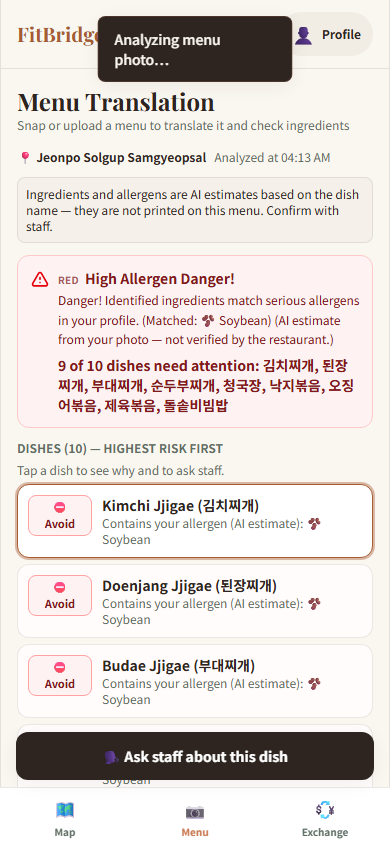 FitBridge
Analyzing menu
photo…
Profile
Menu Translation
Snap or upload a menu to translate it and check ingredients
Jeonpo Solgup Samgyeopsal Analyzed at 04:13 AM
Ingredients and allergens are AI estimates based on the dish
name — they are not printed on this menu. Confirm with
staff.
RED High Allergen Danger!
Danger! Identified ingredients match serious allergens
in your profile. (Matched: 🫘 Soybean) (AI estimate
from your photo — not verified by the restaurant.)
9 of 10 dishes need attention: 김치찌개, 된장
찌개, 부대찌개, 순두부찌개, 청국장, 낙지볶음, 오징
어볶음, 제육볶음, 돌솥비빔밥
DISHES (10) — HIGHEST RISK FIRST
Tap a dish to see why and to ask staff.
Avoid
Kimchi Jjigae (김치찌개)
Contains your allergen (AI estimate): 🫘
Soybean
Avoid
Doenjang Jjigae (된장찌개)
Contains your allergen (AI estimate): 🫘
Soybean
Avoid
Budae Jjigae (부대찌개)
Contains your allergen (AI estimate): 🫘
Soybean
Ask staff about this dish
Soybean
Map
Menu
Exchange